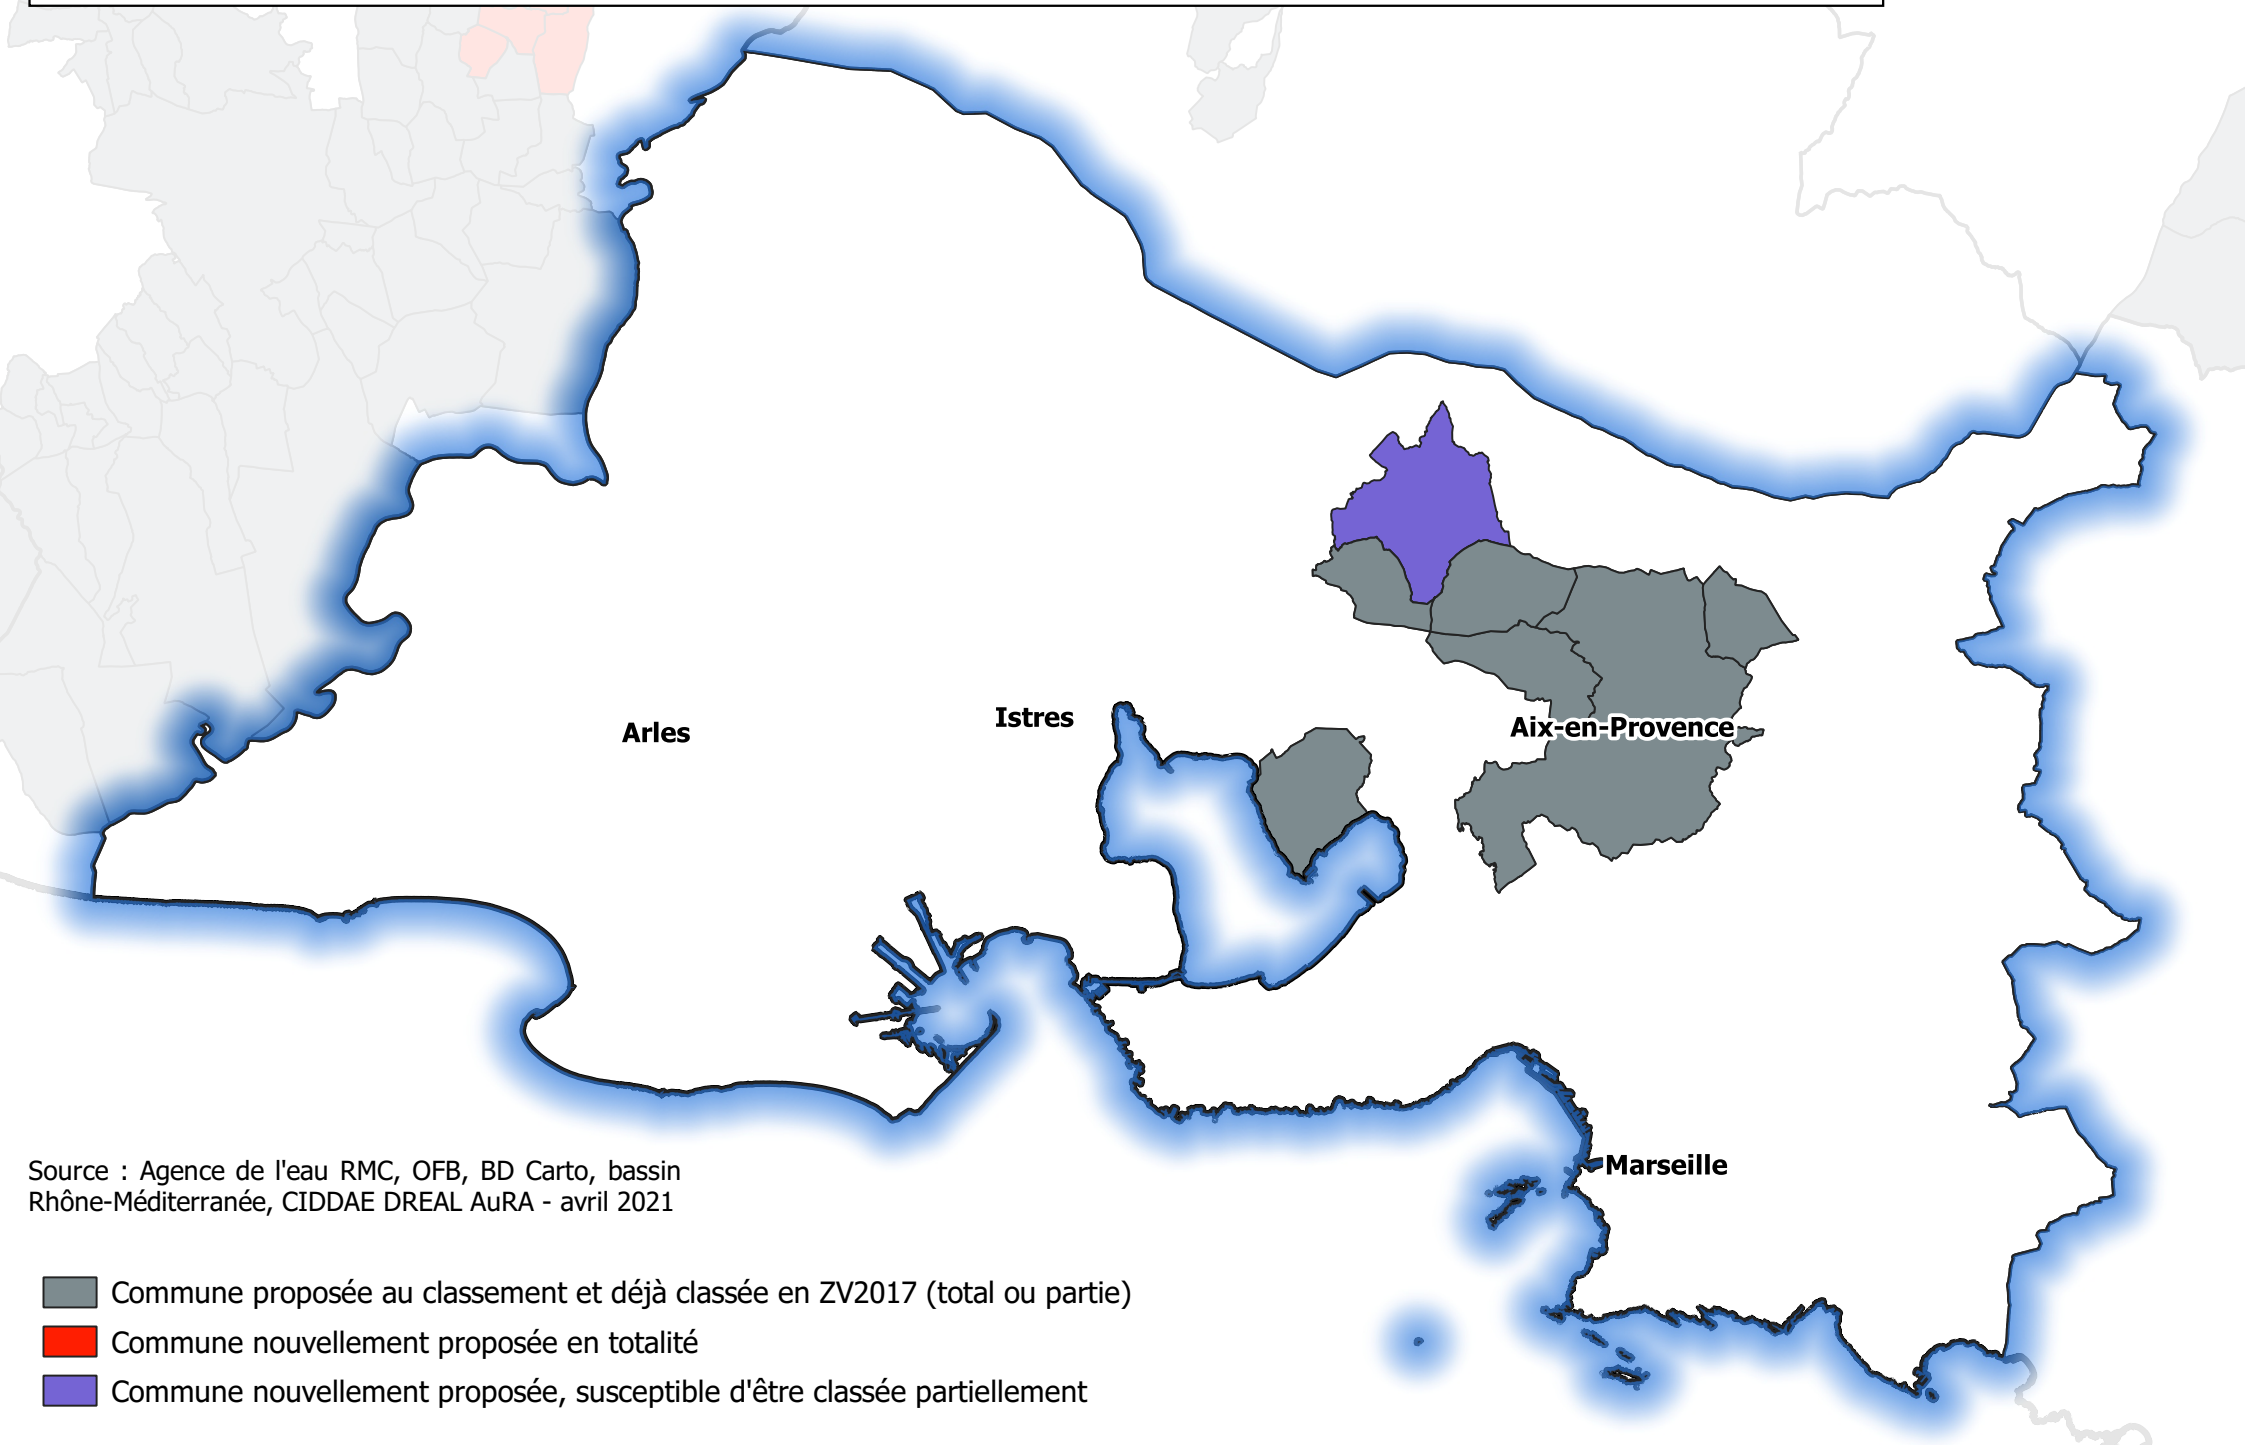 Arles
Istres
Aix-en-Provence
Marseille
Source : Agence de l'eau RMC, OFB, BD Carto, bassin
Rhône-Méditerranée, CIDDAE DREAL AuRA - avril 2021
Commune proposée au classement et déjà classée en ZV2017 (total ou partie)
Commune nouvellement proposée en totalité
Commune nouvellement proposée, susceptible d'être classée partiellement